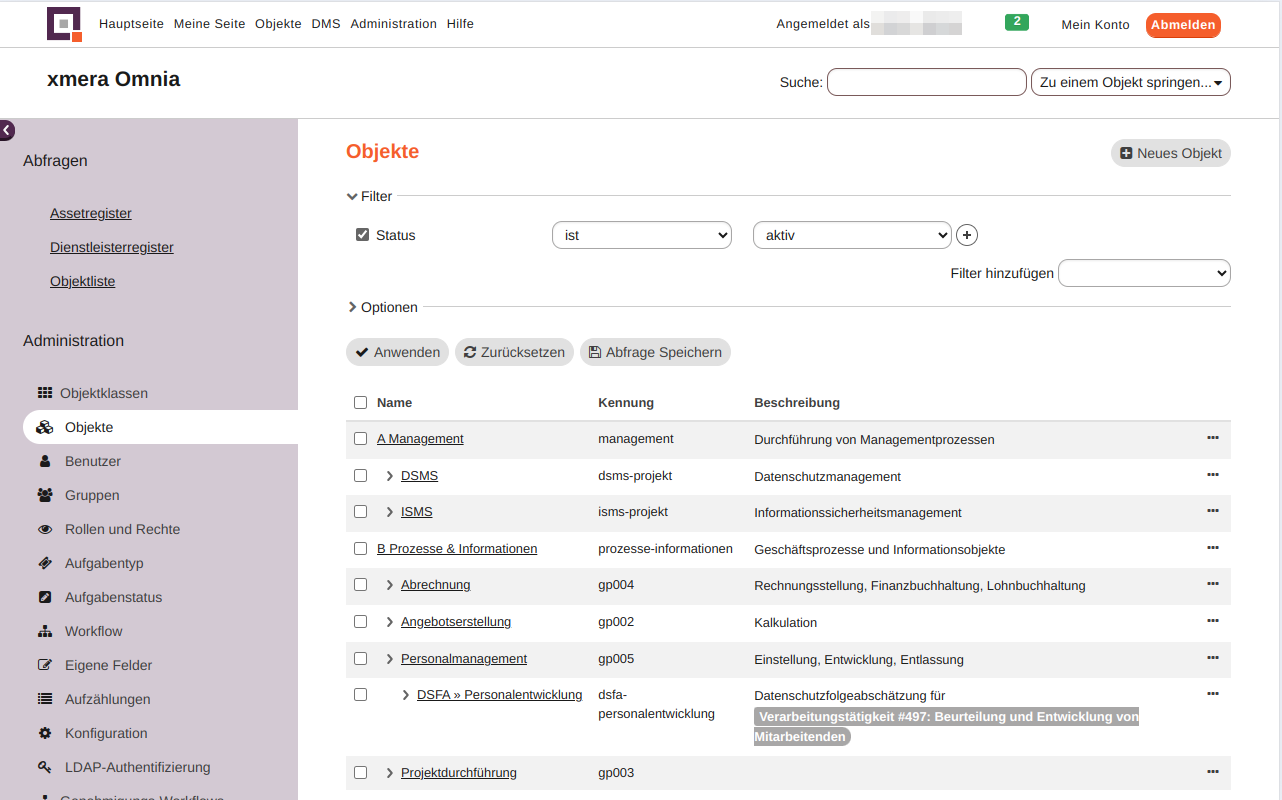 Hauptseite Meine Seite Objekte DMS Administration Hilfe
Angemeldet als
2
Mein Konto
Abmelden
xmera Omnia
Suche:
Zu einem Objekt springen...
Abfragen
Assetregister
Dienstleisterregister
Objektliste
Administration
Objektklassen
Objekte
Benutzer
Gruppen
Rollen und Rechte
Aufgabentyp
Aufgabenstatus
Workflow
Eigene Felder
Aufzählungen
Konfiguration
LDAP-Authentifizierung
Genehmigungs-Workflows
Objekte
Neues Objekt
Filter
Status ist aktiv
Filter hinzufügen
Optionen
Anwenden Zurücksetzen Abfrage Speichern
Name Kennung Beschreibung
A Management management Durchführung von Managementprozessen
DSMS dsms-projekt Datenschutzmanagement
ISMS isms-projekt Informationssicherheitsmanagement
B Prozesse & Informationen prozesse-informationen Geschäftsprozesse und Informationsobjekte
Abrechnung gp004 Rechnungsstellung, Finanzbuchhaltung, Lohnbuchhaltung
Angebotserstellung gp002 Kalkulation
Personalmanagement gp005 Einstellung, Entwicklung, Entlassung
DSFA » Personalentwicklung dsfa-personalentwicklung Datenschutzfolgeabschätzung für
Verarbeitungstätigkeit #497: Beurteilung und Entwicklung von
Mitarbeitenden
Projektdurchführung gp003